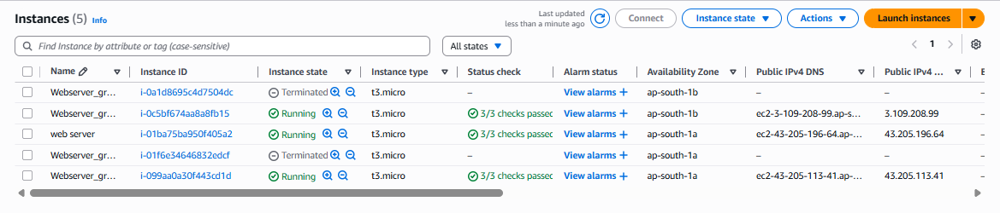 Instances (5) Info
Last updated
less than a minute ago
Connect
Instance state
Actions
Launch instances
Find Instance by attribute or tag (case-sensitive)
All states
1
Name Instance ID Instance state Instance type Status check Alarm status Availability Zone Public IPv4 DNS Public IPv4 ... E
Webserver_gr... i-0a1d8695c4d7504dc Terminated t3.micro – View alarms + ap-south-1b – – –
Webserver_gr... i-0c5bf674aa8a8fb15 Running t3.micro 3/3 checks passed View alarms + ap-south-1b ec2-3-109-208-99.ap-s... 3.109.208.99 –
web server i-01ba75ba950f405a2 Running t3.micro 3/3 checks passed View alarms + ap-south-1a ec2-43-205-196-64.ap-... 43.205.196.64 –
Webserver_gr... i-01f6e34646832edcf Terminated t3.micro – View alarms + ap-south-1a – – –
Webserver_gr... i-099aa0a30f443cd1d Running t3.micro 3/3 checks passed View alarms + ap-south-1a ec2-43-205-113-41.ap-... 43.205.113.41 –